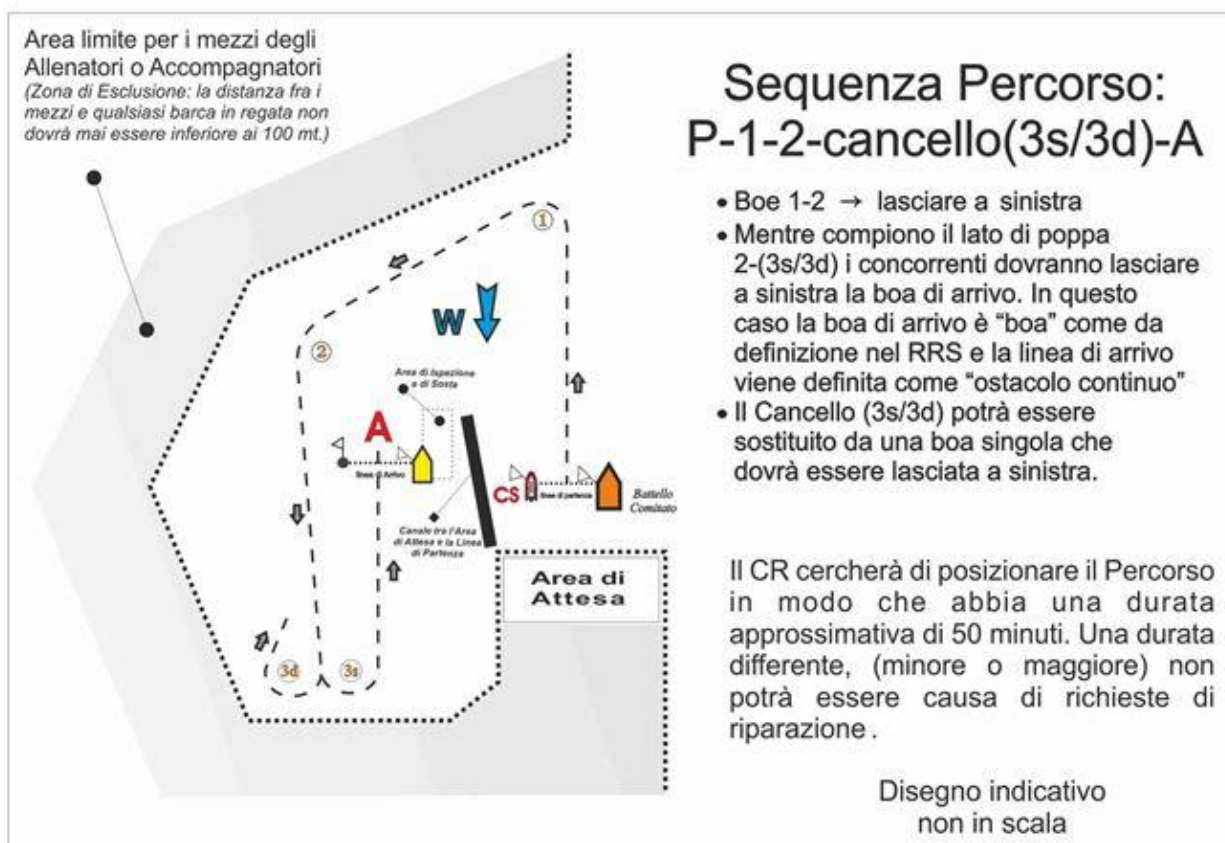 Area limite per i mezzi degli
Allenatori o Accompagnatori
(Zona di Esclusione: la distanza fra i
mezzi e qualsiasi barca in regata non
dovrà mai essere inferiore ai 100 mt.)
Sequenza Percorso:
P-1-2-cancello(3s/3d)-A
• Boe 1-2 → lasciare a sinistra
• Mentre compiono il lato di poppa
2-(3s/3d) i concorrenti dovranno lasciare
a sinistra la boa di arrivo. In questo
caso la boa di arrivo è “boa” come da
definizione nel RRS e la linea di arrivo
viene definita come “ostacolo continuo”
• Il Cancello (3s/3d) potrà essere
sostituito da una boa singola che
dovrà essere lasciata a sinistra.
Il CR cercherà di posizionare il Percorso
in modo che abbia una durata
approssimativa di 50 minuti. Una durata
differente, (minore o maggiore) non
potrà essere causa di richieste di
riparazione .
Disegno indicativo
non in scala
1
W
2
Area di Ispezione
e di Sosta
A
linea di Arrivo
CS
linea di partenza
Battello
Comitato
Canale tra l'Area
di Attesa e la Linea
di Partenza
Area di
Attesa
3d
3s